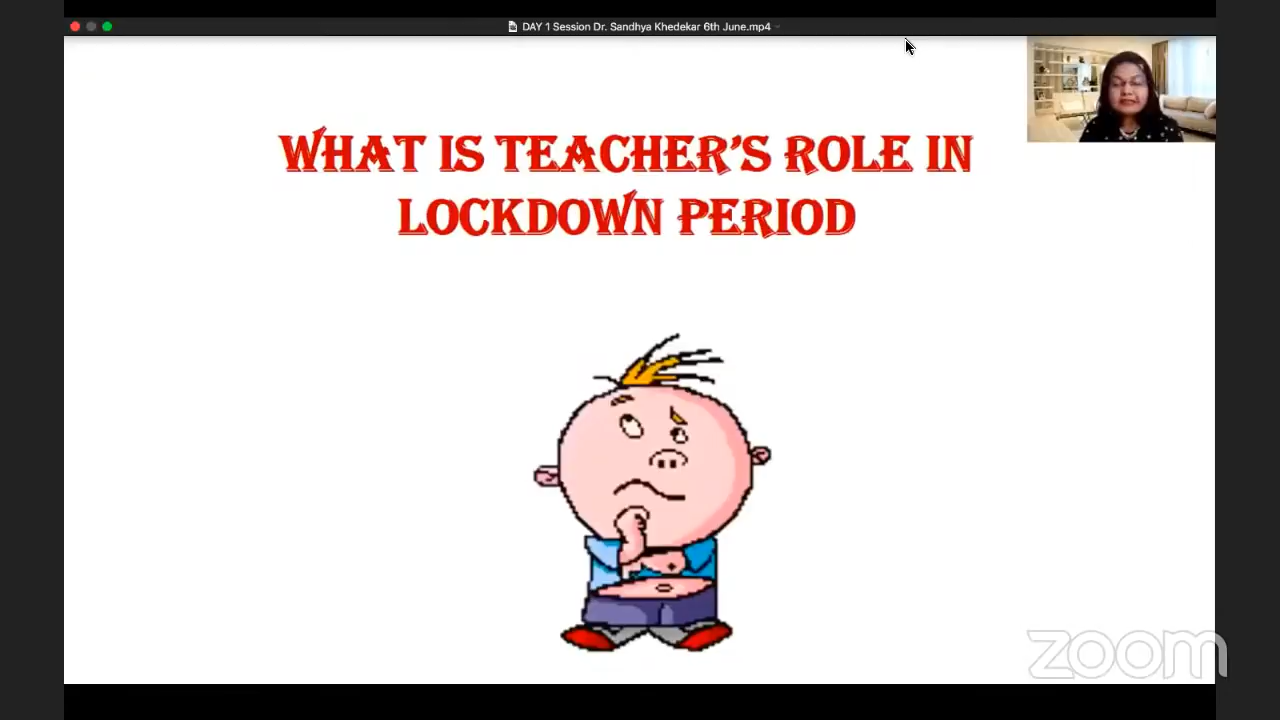 DAY 1 Session Dr. Sandhya Khedekar 6th June.mp4
WHAT IS TEACHER'S ROLE IN
LOCKDOWN PERIOD
zoom